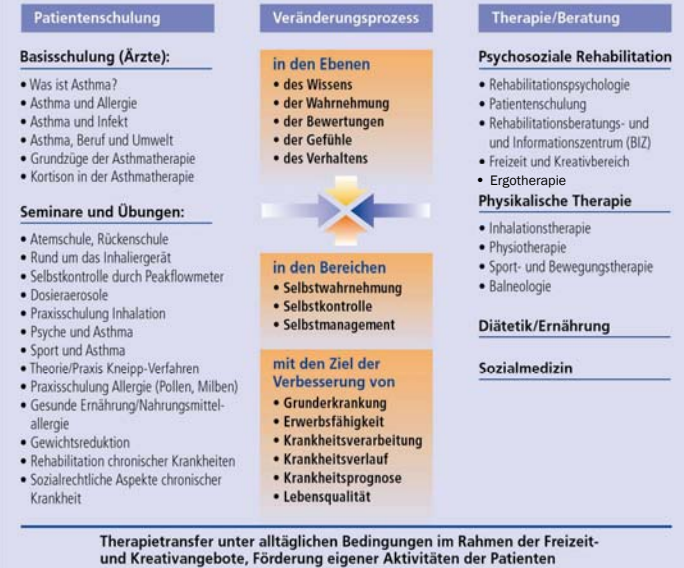 Patientenschulung
Basisschulung (Ärzte):
• Was ist Asthma?
• Asthma und Allergie
• Asthma und Infekt
• Asthma, Beruf und Umwelt
• Grundzüge der Asthmatherapie
• Kortison in der Asthmatherapie
Seminare und Übungen:
• Atemschule, Rückenschule
• Rund um das Inhaliergerät
• Selbstkontrolle durch Peakflowmeter
• Dosieraerosole
• Praxisschulung Inhalation
• Psyche und Asthma
• Sport und Asthma
• Theorie/Praxis Kneipp-Verfahren
• Praxisschulung Allergie (Pollen, Milben)
• Gesunde Ernährung/Nahrungsmittel-
allergie
• Gewichtsreduktion
• Rehabilitation chronischer Krankheiten
• Sozialrechtliche Aspekte chronischer
Krankheit
Veränderungsprozess
in den Ebenen
• des Wissens
• der Wahrnehmung
• der Bewertungen
• der Gefühle
• des Verhaltens
in den Bereichen
• Selbstwahrnehmung
• Selbstkontrolle
• Selbstmanagement
mit den Ziel der
Verbesserung von
• Grunderkrankung
• Erwerbsfähigkeit
• Krankheitsverarbeitung
• Krankheitsverlauf
• Krankheitsprognose
• Lebensqualität
Therapie/Beratung
Psychosoziale Rehabilitation
• Rehabilitationspsychologie
• Patientenschulung
• Rehabilitationsberatungs- und
und Informationszentrum (BIZ)
• Freizeit und Kreativbereich
• Ergotherapie
Physikalische Therapie
• Inhalationstherapie
• Physiotherapie
• Sport- und Bewegungstherapie
• Balneologie
Diätetik/Ernährung
Sozialmedizin
Therapietransfer unter alltäglichen Bedingungen im Rahmen der Freizeit-
und Kreativangebote, Förderung eigener Aktivitäten der Patienten